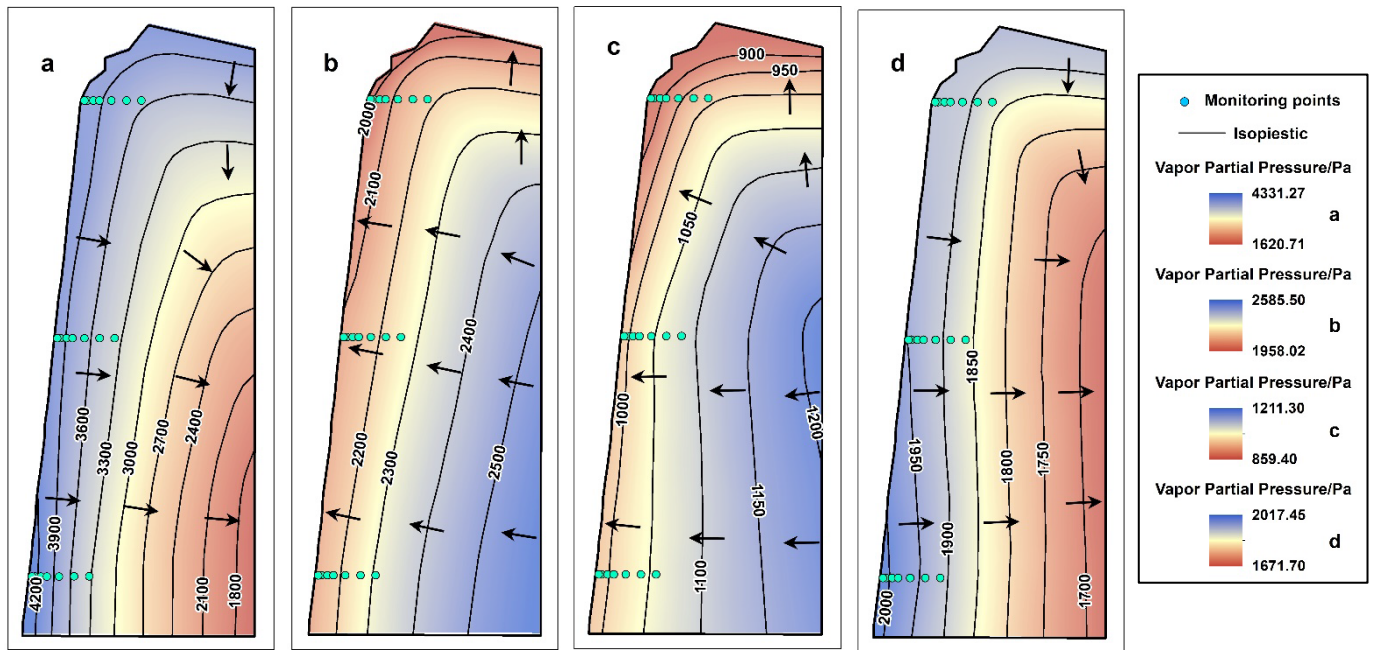 a
4200
3900
3600
3300
3000
2700
2400
2100
1800
b
2000
2100
2200
2300
2400
2500
c
900
950
1000
1050
1100
1150
1200
d
2000
1950
1900
1850
1800
1750
1700
Monitoring points
Isopiestic
Vapor Partial Pressure/Pa
4331.27
a
1620.71
Vapor Partial Pressure/Pa
2585.50
b
1958.02
Vapor Partial Pressure/Pa
1211.30
c
859.40
Vapor Partial Pressure/Pa
2017.45
d
1671.70